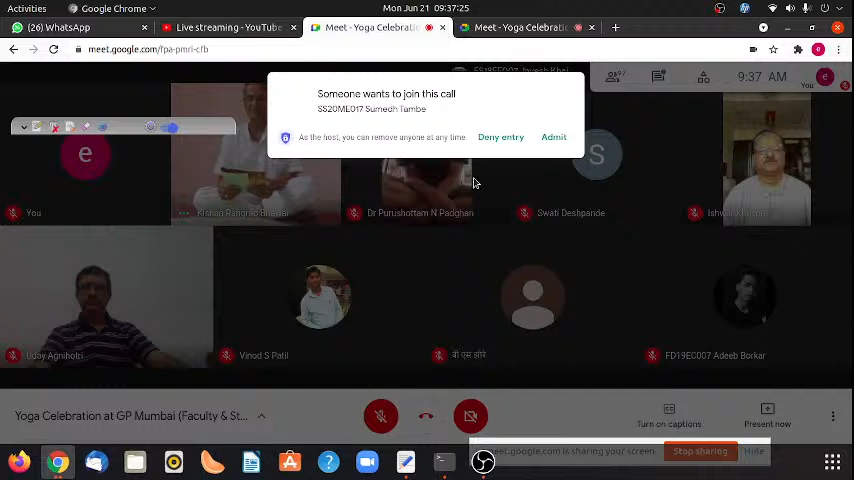 Activities
Google Chrome
Mon Jun 21 09:37:25
(26) WhatsApp
Live streaming - YouTube
Meet - Yoga Celebrati
Meet - Yoga Celebratio
meet.google.com/fpa-pmri-cfb
97
9:37 AM
e
You
Someone wants to join this call
SS20ME017 Sumedh Tambe
As the host, you can remove anyone at any time
Deny entry
Admit
e
S
You
Kishan Rangrao
Dr Purushottam N Padghan
Swati Deshpande
Ishwar
Uday Agnihotri
Vinod S Patil
FD19EC007 Adeeb Borkar
Yoga Celebration at GP Mumbai (Faculty & St...
Turn on captions
Present now
meet.google.com is sharing your screen.
Stop sharing
Hide